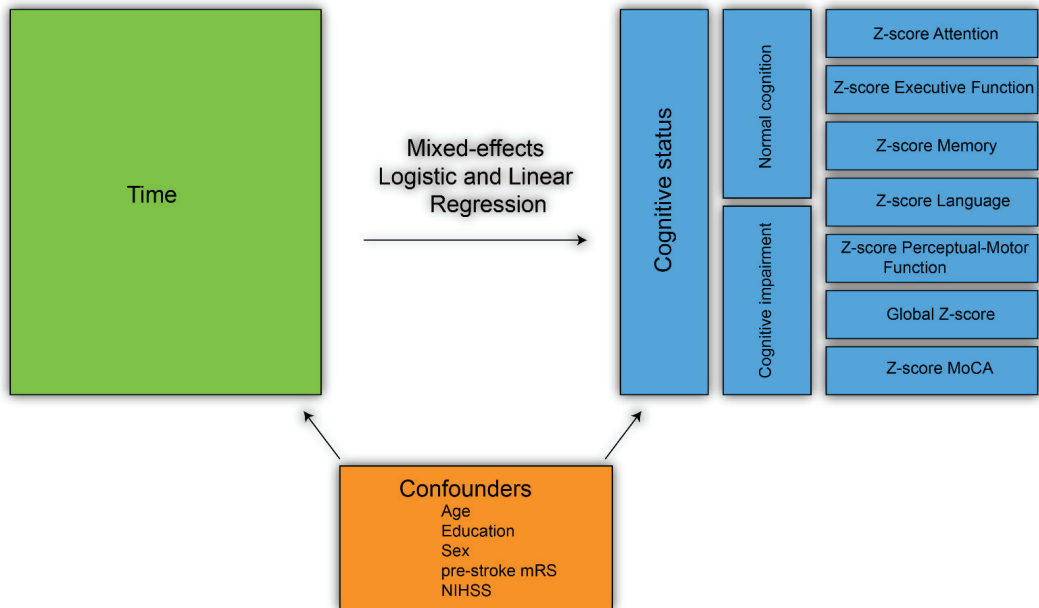 Time
Mixed-effects
Logistic and Linear
Regression
Cognitive status
Normal cognition
Cognitive impairment
Z-score Attention
Z-score Executive Function
Z-score Memory
Z-score Language
Z-score Perceptual-Motor
Function
Global Z-score
Z-score MoCA
Confounders
Age
Education
Sex
pre-stroke mRS
NIHSS